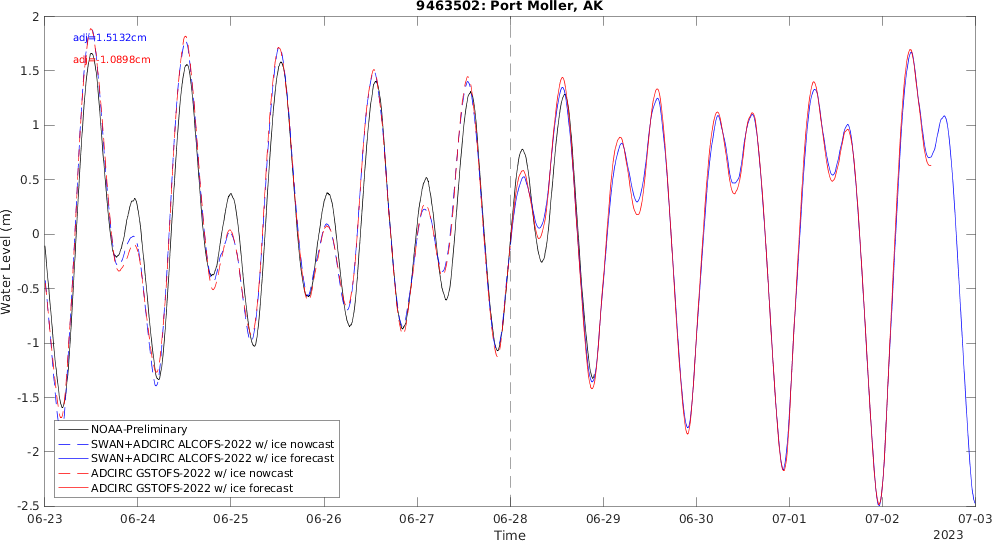 9463502: Port Moller, AK
2
1.5
1
0.5
0
-0.5
-1
-1.5
-2
-2.5
Water Level (m)
adj=1.5132cm
adj=-1.0898cm
NOAA-Preliminary
SWAN+ADCIRC ALCOFS-2022 w/ ice nowcast
SWAN+ADCIRC ALCOFS-2022 w/ ice forecast
ADCIRC GSTOFS-2022 w/ ice nowcast
ADCIRC GSTOFS-2022 w/ ice forecast
06-23 06-24 06-25 06-26 06-27 06-28 06-29 06-30 07-01 07-02 07-03
Time
2023